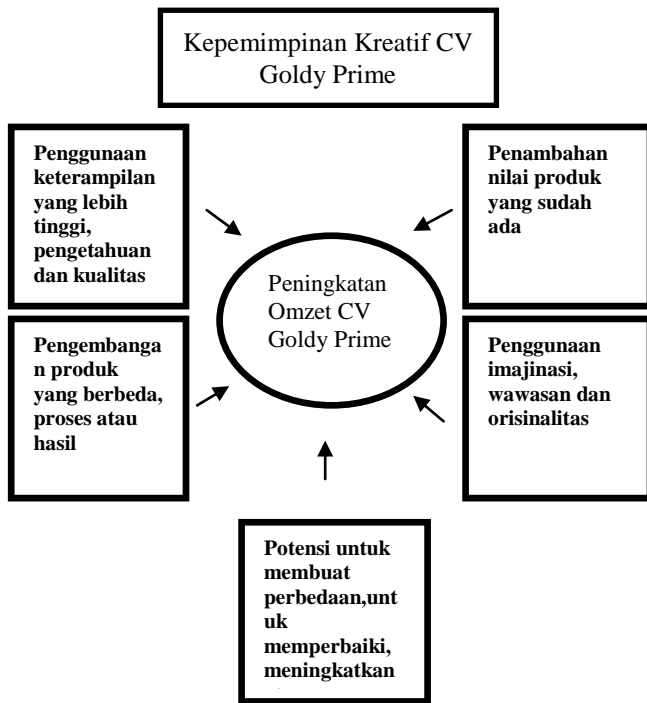 Kepemimpinan Kreatif CV
Goldy Prime
Penggunaan
keterampilan
yang lebih
tinggi,
pengetahuan
dan kualitas
Penambahan
nilai produk
yang sudah
ada
Peningkatan
Omzet CV
Goldy Prime
Pengembanga
n produk
yang berbeda,
proses atau
hasil
Penggunaan
imajinasi,
wawasan dan
orisinalitas
Potensi untuk
membuat
perbedaan,unt
uk
memperbaiki,
meningkatkan